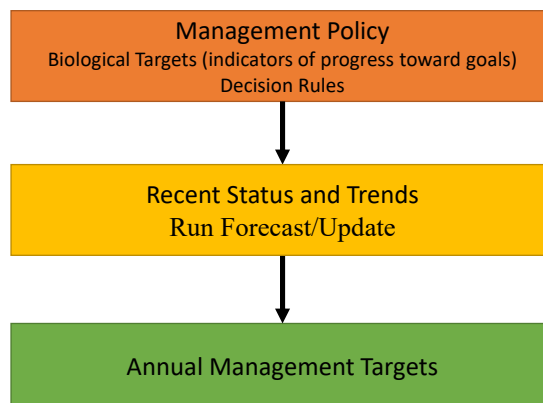 Management Policy
Biological Targets (indicators of progress toward goals)
Decision Rules
Recent Status and Trends
Run Forecast/Update
Annual Management Targets